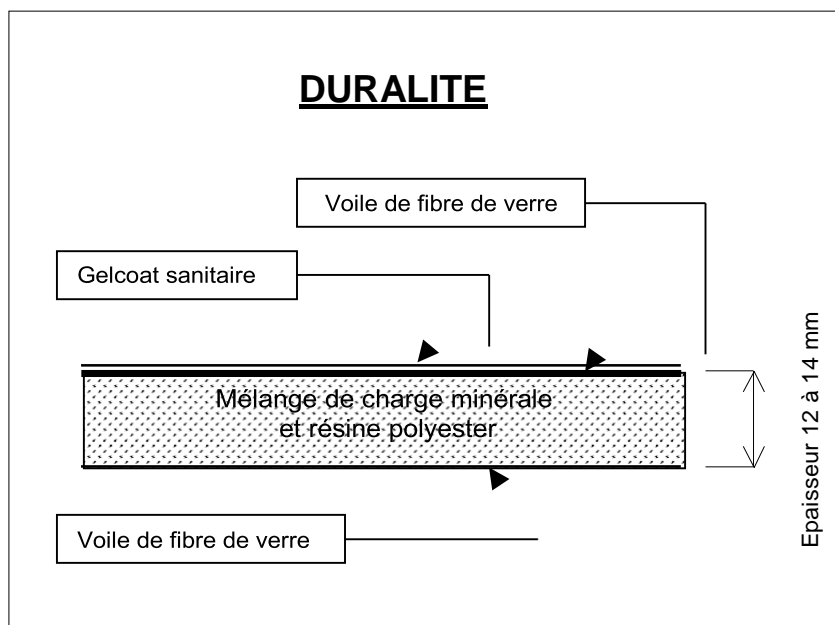 DURALITE
Voile de fibre de verre
Gelcoat sanitaire
Mélange de charge minérale
et résine polyester
Epaisseur 12 à 14 mm
Voile de fibre de verre